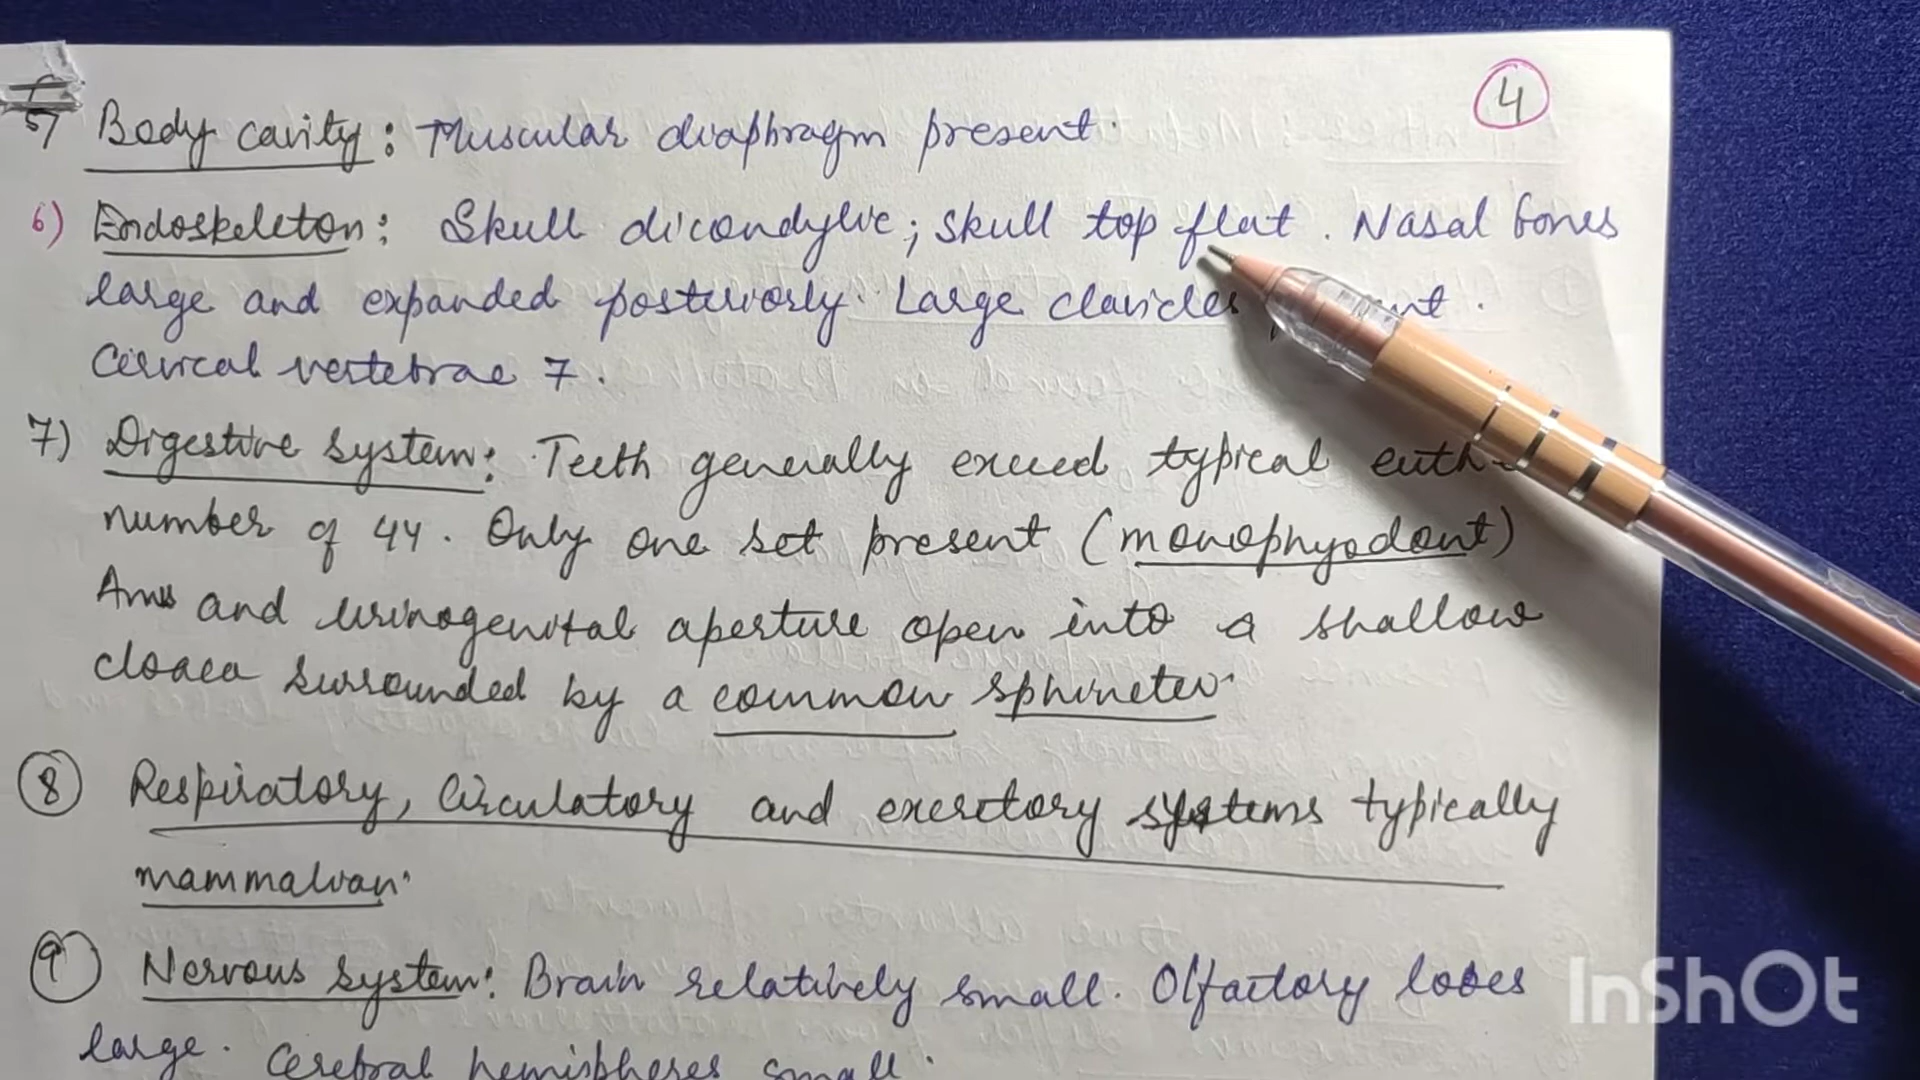 4
5) Body cavity: Muscular diaphragm present.
6) Endoskeleton: Skull dicondylic; skull top flat. Nasal bones
large and expanded posteriorly. Large clavicles
Cervical vertebrae 7.
7) Digestive system: Teeth generally exceed typical euth
number of 44. Only one set present (monophyodont)
Anus and urinogenital aperture open into a shallow
cloaca surrounded by a common sphincter.
8 Respiratory, Circulatory and excretory systems typically
mammalian.
9 Nervous system: Brain relatively small. Olfactory lobes
large. Cerebral hemispheres small.
InShOt